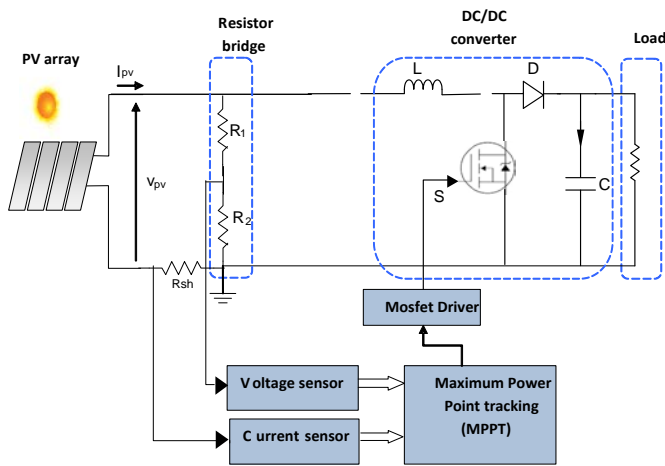 DC/DC
converter
Resistor
bridge
Load
PV array
Ipv
L
D
R1
vpv
S
C
R2
Rsh
Mosfet Driver
V oltage sensor
Maximum Power
Point tracking
(MPPT)
C urrent sensor